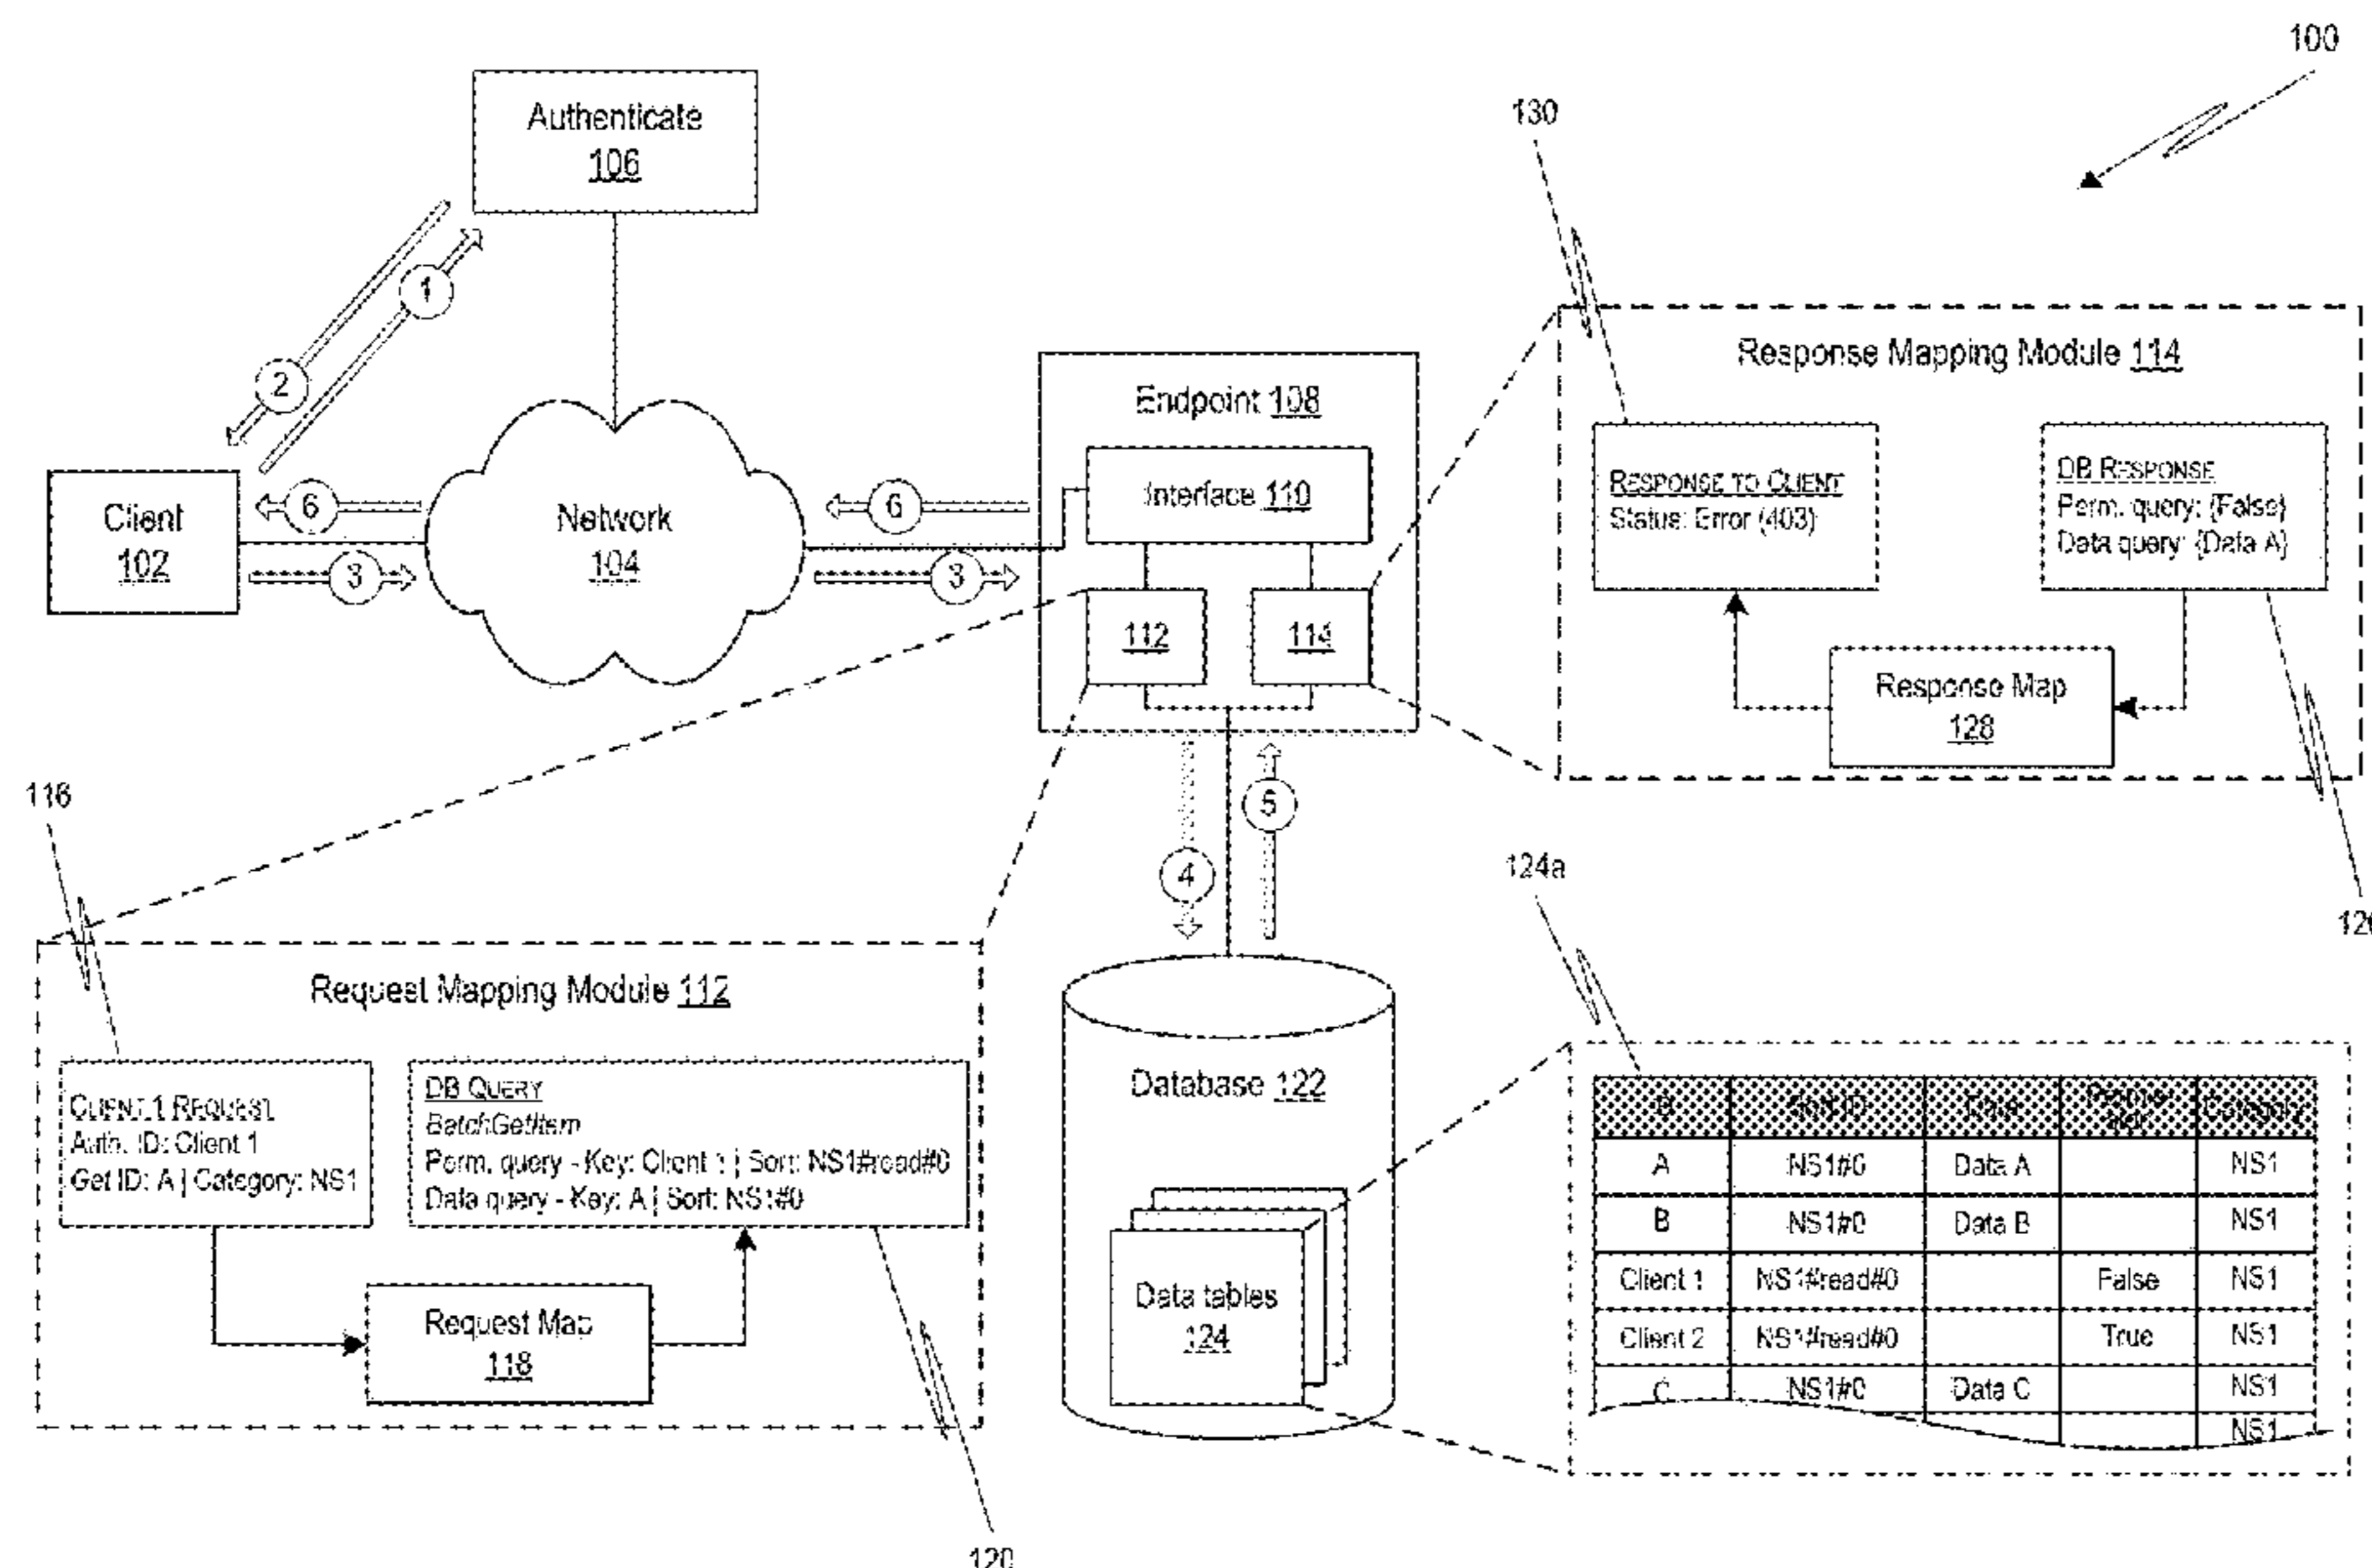 100
130
Authenticate
106
1
2
Response Mapping Module 114
Endpoint 108
Interface 110
RESPONSE TO CLIENT
Status: Error (403)
DB RESPONSE
Perm. query: {False}
Data query: {Data A}
Client
102
6
3
Network
104
6
3
112
114
Response Map
128
116
5
4
124a
Request Mapping Module 112
CLIENT 1 REQUEST
Auth. ID: Client 1
Get ID: A | Category: NS1
DB QUERY
BatchGetItem
Perm. query - Key: Client 1 | Sort: NS1#read#0
Data query - Key: A | Sort: NS1#0
Request Map
118
120
Database 122
Data tables
124
ID Sort ID Data Category
A NS1#0 Data A NS1
B NS1#0 Data B NS1
Client 1 NS1#read#0 False NS1
Client 2 NS1#read#0 True NS1
C NS1#0 Data C NS1
NS1